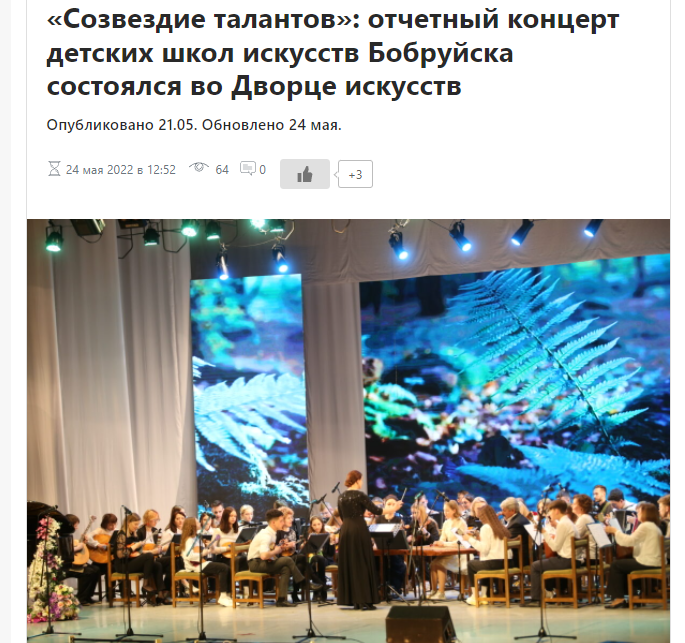 «Созвездие талантов»: отчетный концерт
детских школ искусств Бобруйска
состоялся во Дворце искусств
Опубликовано 21.05. Обновлено 24 мая.
24 мая 2022 в 12:52 64 0 +3